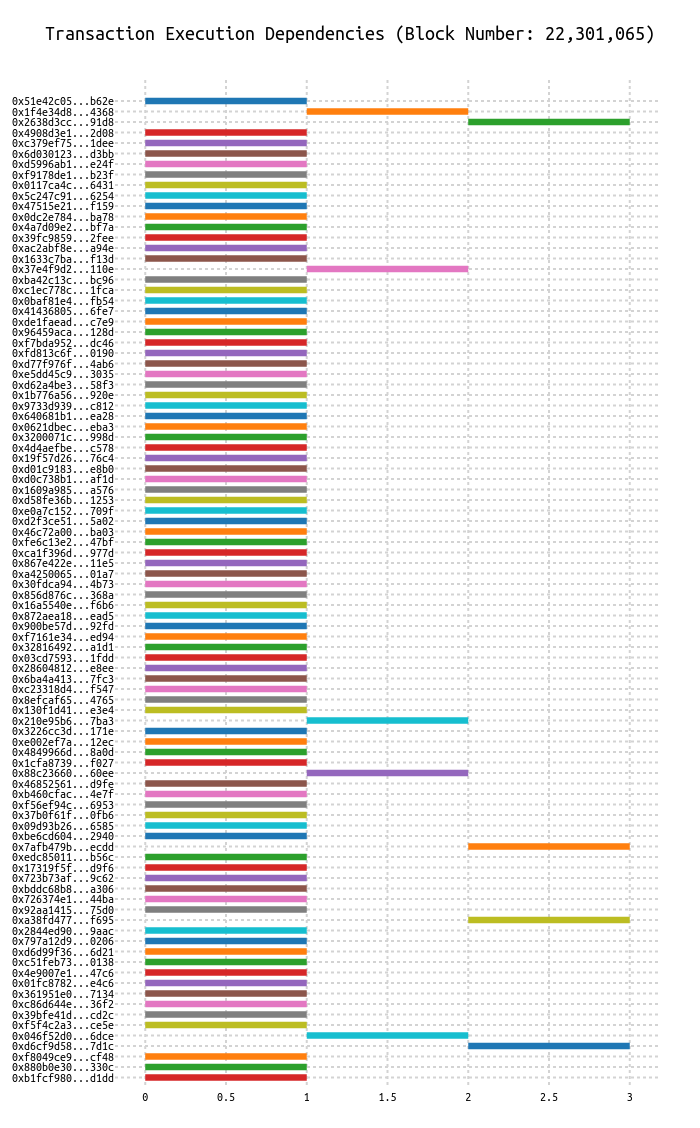 Transaction Execution Dependencies (Block Number: 22,301,065)
0x51e42c05...b62e
0x1f4e34d8...4368
0x2638d3cc...91d8
0x4908d3e1...2d08
0xc379ef75...1dee
0x6d030123...d3bb
0xd5996ab1...e24f
0xf9178de1...b23f
0x0117ca4c...6431
0x5c247c91...6254
0x47515e21...f159
0x0dc2e784...ba78
0x4a7d09e2...bf7a
0x39fc9859...2fee
0xac2abf8e...a94e
0x1633c7ba...f13d
0x37e4f9d2...110e
0xba42c13c...bc96
0xc1ec778c...1fca
0x0baf81e4...fb54
0x41436805...6fe7
0xde1faead...c7e9
0x96459aca...128d
0xf7bda952...dc46
0xfd813c6f...0190
0xd77f976f...4ab6
0xe5dd45c9...3035
0xd62a4be3...58f3
0x1b776a56...920e
0x9733d939...c812
0x640681b1...ea28
0x0621dbec...eba3
0x3200071c...998d
0x4d4aefbe...c578
0x19f57d26...76c4
0xd01c9183...e8b0
0xd0c738b1...af1d
0x1609a985...a576
0xd58fe36b...1253
0xe0a7c152...709f
0xd2f3ce51...5a02
0x46c72a00...ba03
0xfe6c13e2...47bf
0xca1f396d...977d
0x867e422e...11e5
0xa4250065...01a7
0x30fdca94...4b73
0x856d876c...368a
0x16a5540e...f6b6
0x872aea18...ead5
0x900be57d...92fd
0xf7161e34...ed94
0x32816492...a1d1
0x03cd7593...1fdd
0x28604812...e8ee
0x6ba4a413...7fc3
0xc23318d4...f547
0x8efcaf65...4765
0x130f1d41...e3e4
0x210e95b6...7ba3
0x3226cc3d...171e
0xe002ef7a...12ec
0x4849966d...8a0d
0x1cfa8739...f027
0x88c23660...60ee
0x46852561...d9fe
0xb460cfac...4e7f
0xf56ef94c...6953
0x37b0f61f...0fb6
0x09d93b26...6585
0xbe6cd604...2940
0x7afb479b...ecdd
0xedc85011...b56c
0x17319f5f...d9f6
0x723b73af...9c62
0xbddc68b8...a306
0x726374e1...44ba
0x92aa1415...75d0
0xa38fd477...f695
0x2844ed90...9aac
0x797a12d9...0206
0xd6d99f36...6d21
0xc51feb73...0138
0x4e9007e1...47c6
0x01fc8782...e4c6
0x361951e0...7134
0xc86d644e...36f2
0x39bfe41d...cd2c
0xf5f4c2a3...ce5e
0x046f52d0...6dce
0xd6cf9d58...7d1c
0xf8049ce9...cf48
0x880b0e30...330c
0xb1fcf980...d1dd
0 0.5 1 1.5 2 2.5 3